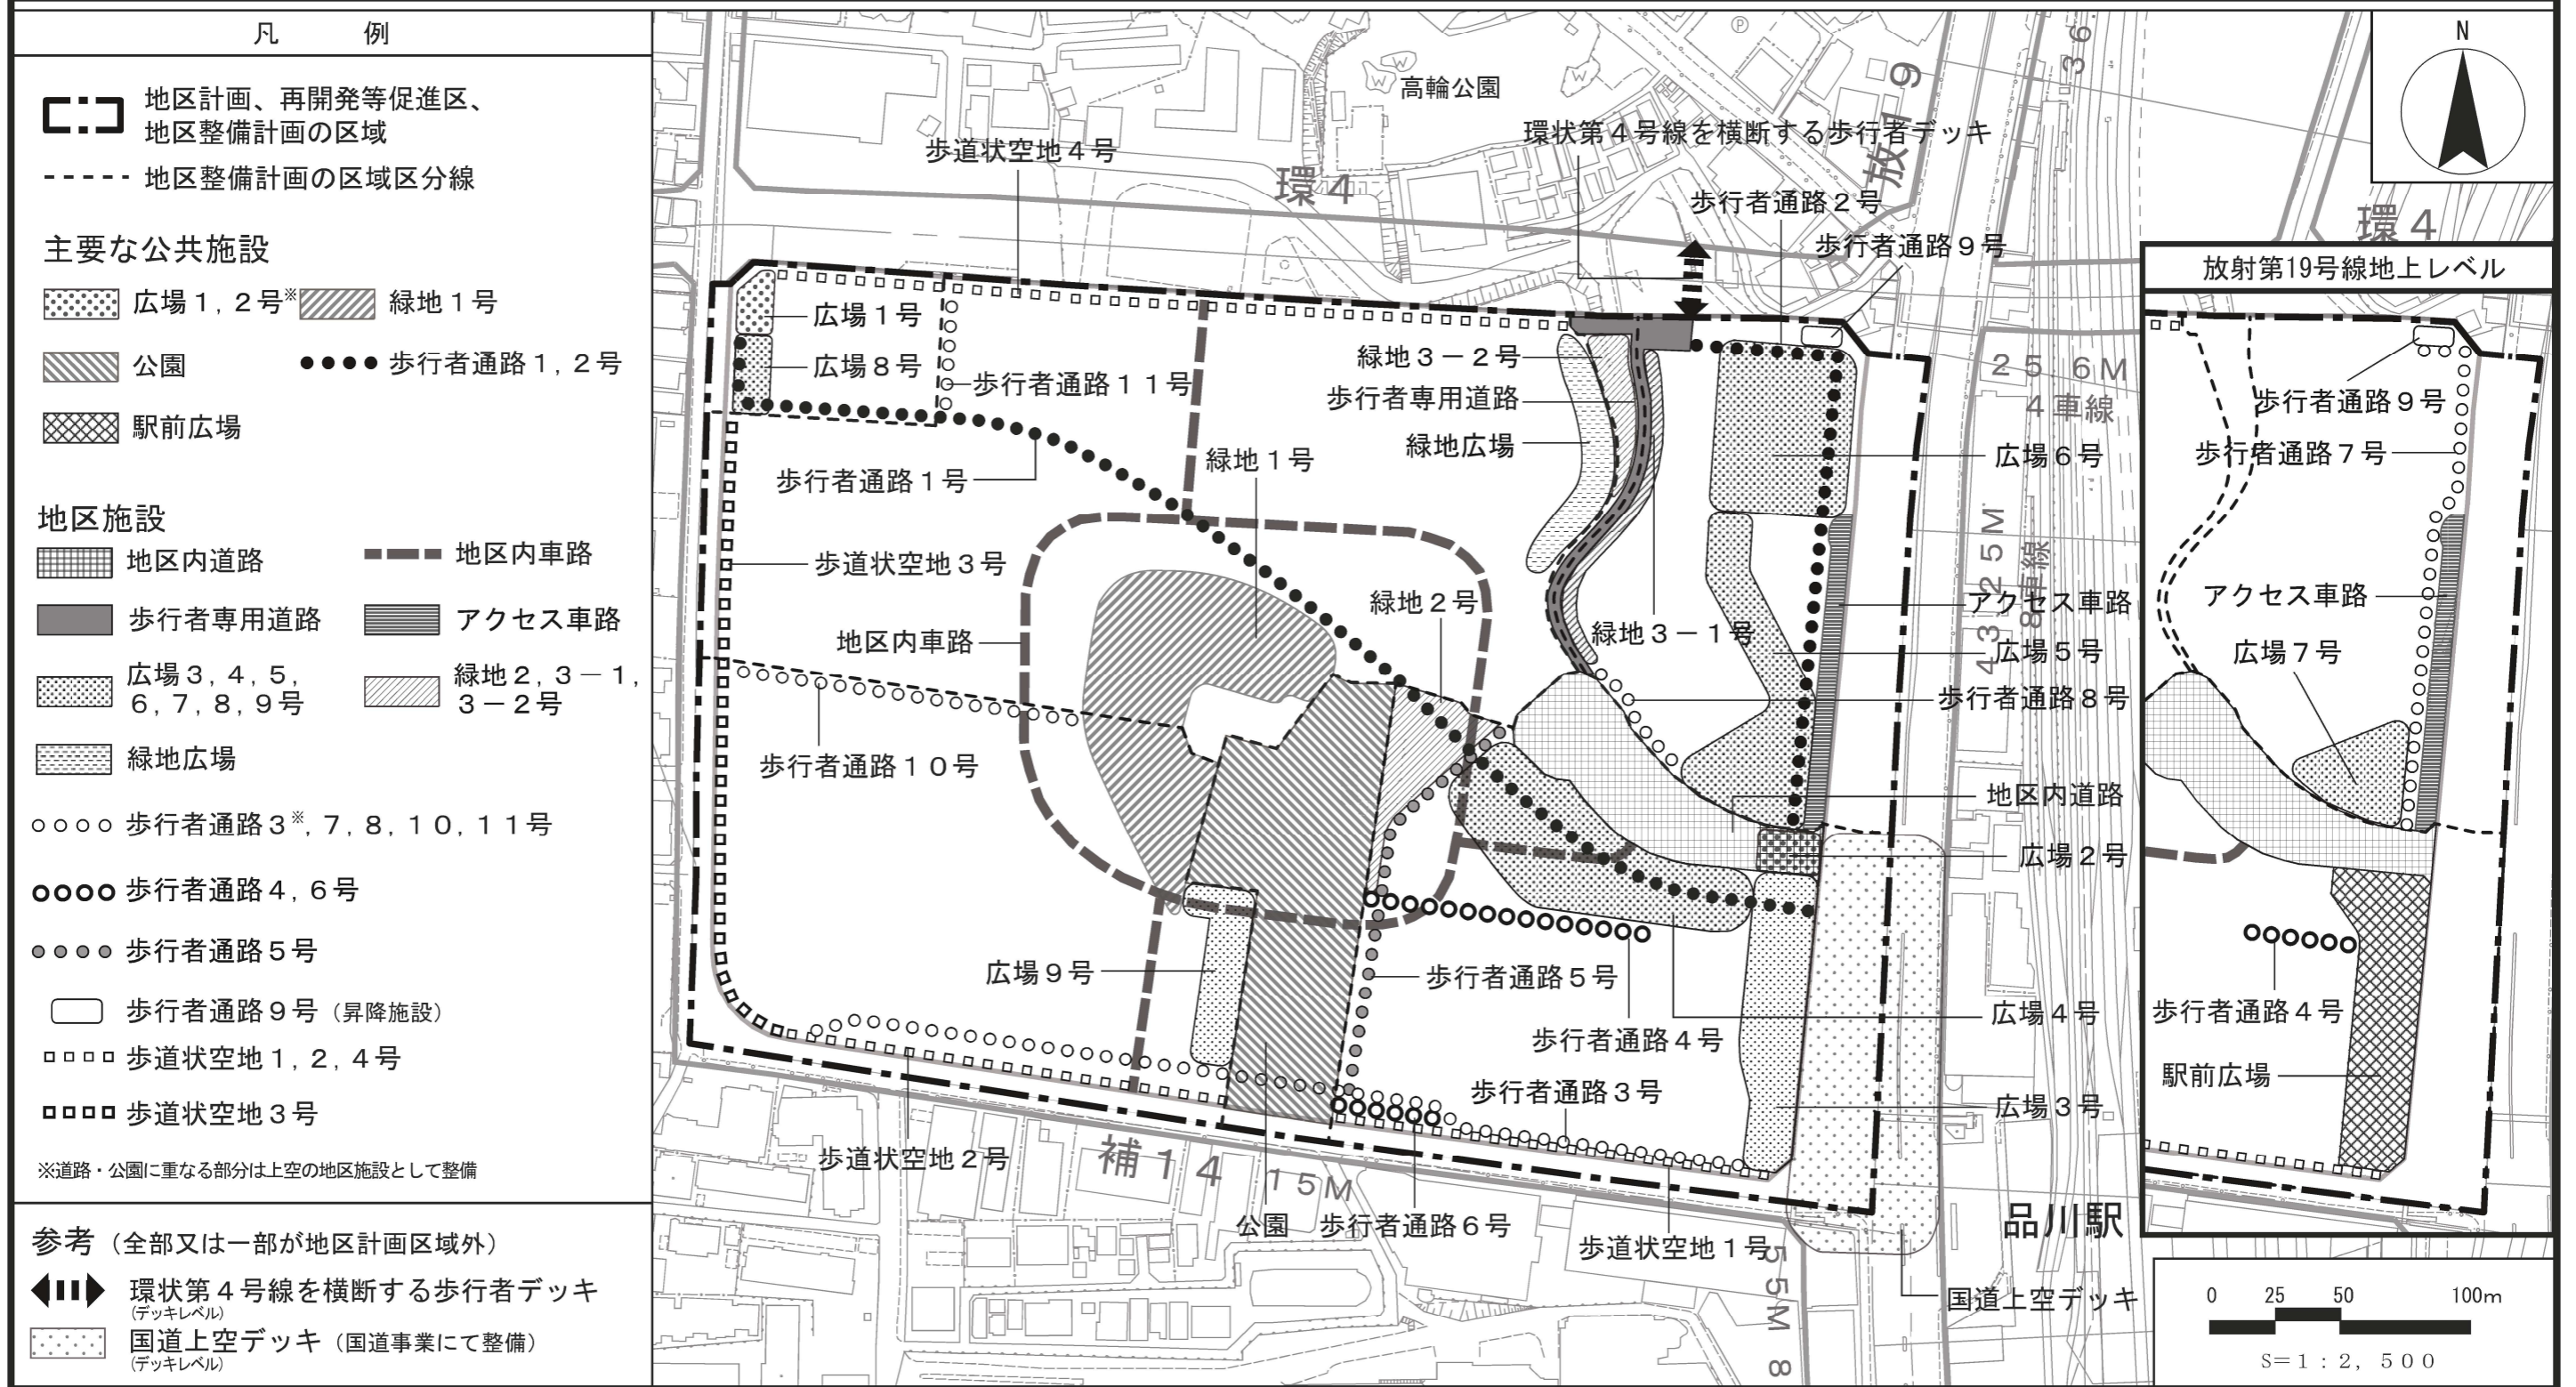 凡　例
地区計画、再開発等促進区、
地区整備計画の区域
地区整備計画の区域区分線
主要な公共施設
広場１，２号※
緑地１号
公園
歩行者通路１，２号
駅前広場
地区施設
地区内道路
地区内車路
歩行者専用道路
アクセス車路
広場３，４，５，
６，７，８，９号
緑地２，３－１，
３－２号
緑地広場
歩行者通路３※，７，８，１０，１１号
歩行者通路４，６号
歩行者通路５号
歩行者通路９号（昇降施設）
歩道状空地１，２，４号
歩道状空地３号
※道路・公園に重なる部分は上空の地区施設として整備
参考（全部又は一部が地区計画区域外）
環状第４号線を横断する歩行者デッキ
(デッキレベル)
国道上空デッキ（国道事業にて整備）
(デッキレベル)
Ｐ
高輪公園
放１９
３６.
N
環状第４号線を横断する歩行者デッキ
歩道状空地４号
環４
歩行者通路２号
環４
歩行者通路９号
広場１号
緑地３－２号
広場８号
歩行者通路１１号
２５.６Ｍ
歩行者専用道路
４車線
緑地広場
広場６号
緑地１号
歩行者通路１号
歩道状空地３号
４３.２５Ｍ
８車線
緑地２号
アクセス車路
地区内車路
緑地３－１号
広場５号
歩行者通路８号
歩行者通路１０号
地区内道路
広場２号
広場９号
歩行者通路５号
広場４号
歩行者通路４号
歩行者通路３号
広場３号
歩道状空地２号
補１４
１５Ｍ
公園
歩行者通路６号
歩道状空地１号
品川駅
５５Ｍ８
国道上空デッキ
放射第19号線地上レベル
歩行者通路９号
歩行者通路７号
アクセス車路
広場７号
歩行者通路４号
駅前広場
0 25 50 100m
S=１：２，５００